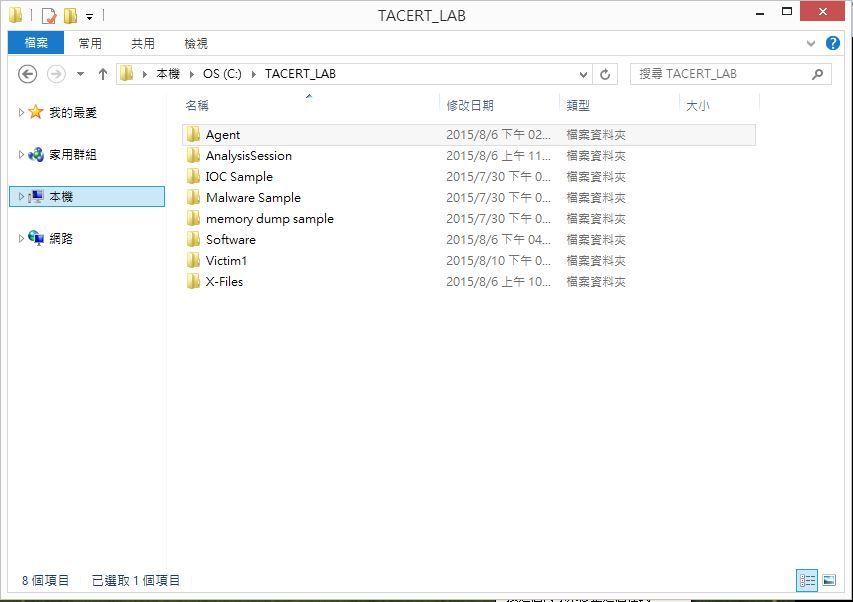 TACERT_LAB
檔案 常用 共用 檢視
本機 OS (C:) TACERT_LAB 搜尋 TACERT_LAB
我的最愛
家用群組
本機
網路
名稱 修改日期 類型 大小
Agent 2015/8/6 下午 02... 檔案資料夾
AnalysisSession 2015/8/6 上午 11... 檔案資料夾
IOC Sample 2015/7/30 下午 0... 檔案資料夾
Malware Sample 2015/7/30 下午 0... 檔案資料夾
memory dump sample 2015/7/30 下午 0... 檔案資料夾
Software 2015/8/6 下午 04... 檔案資料夾
Victim1 2015/8/10 下午 0... 檔案資料夾
X-Files 2015/8/6 上午 10... 檔案資料夾
8 個項目 已選取 1 個項目